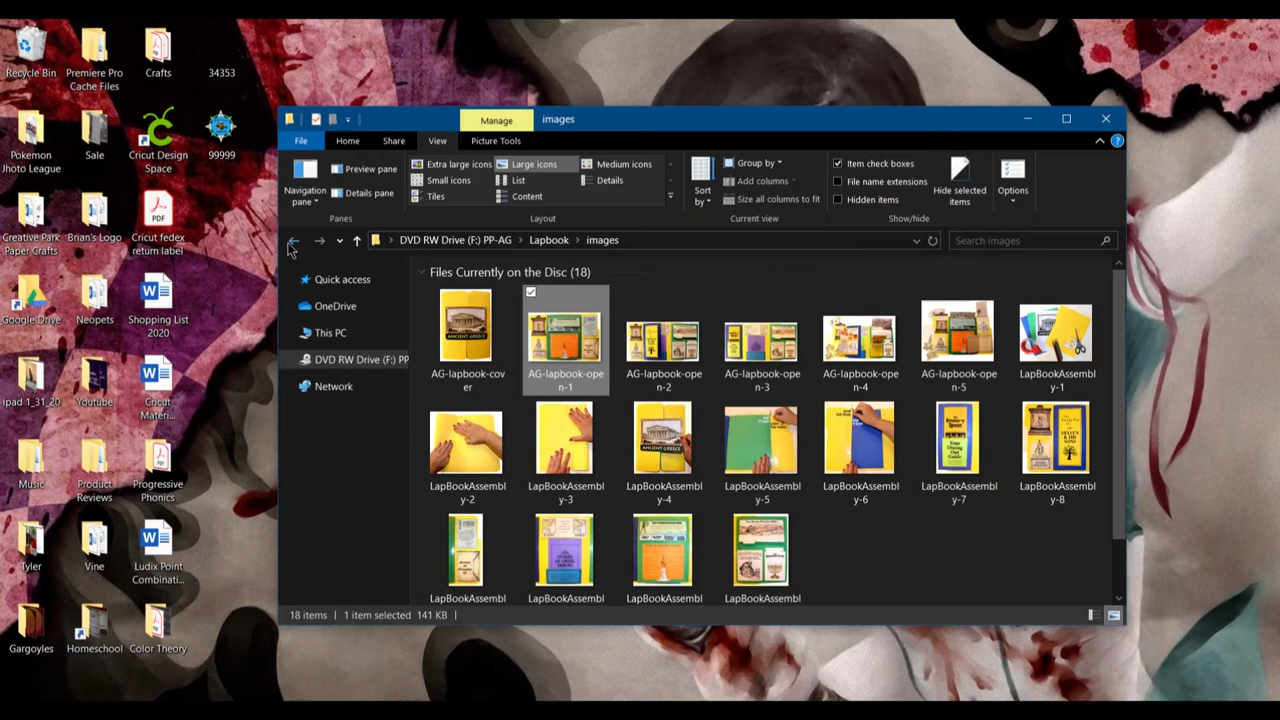 Recycle Bin
Premiere Pro
Cache Files
Crafts
34353
Pokemon
Jhoto League
Sale
Cricut Design
Space
99999
Creative Park
Paper Crafts
Brian's Logo
PDF
Cricut fedex
return label
Google Drive
Neopets
Shopping List
2020
ipad 1_31_20
Youtube
Cricut
Materi...
Music
Product
Reviews
Progressive
Phonics
Tyler
Vine
Ludix Point
Combinati...
Gargoyles
Homeschool
Color Theory
Manage
images
File
Home
Share
View
Picture Tools
Navigation
pane
Preview pane
Details pane
Panes
Extra large icons
Large icons
Medium icons
Small icons
List
Details
Tiles
Content
Layout
Sort
by
Group by
Add columns
Size all columns to fit
Current view
Item check boxes
File name extensions
Hidden items
Hide selected
items
Show/hide
Options
DVD RW Drive (F:) PP-AG > Lapbook > images
Search images
Quick access
OneDrive
This PC
DVD RW Drive (F:) PP
Network
Files Currently on the Disc (18)
AG-lapbook-cov
er
AG-lapbook-ope
n-1
AG-lapbook-ope
n-2
AG-lapbook-ope
n-3
AG-lapbook-ope
n-4
AG-lapbook-ope
n-5
LapBookAssembl
y-1
LapBookAssembl
y-2
LapBookAssembl
y-3
ANCIENT GREECE
LapBookAssembl
y-4
LapBookAssembl
y-5
LapBookAssembl
y-6
LapBookAssembl
y-7
LapBookAssembl
y-8
LapBookAssembl
LapBookAssembl
LapBookAssembl
LapBookAssembl
18 items
1 item selected 141 KB